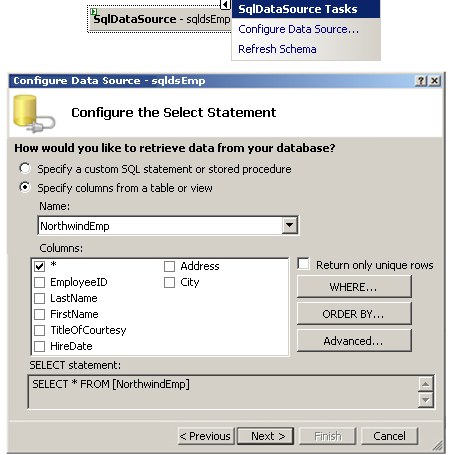 SqlDataSource - sqldsEmp
SqlDataSource Tasks
Configure Data Source...
Refresh Schema
Configure Data Source - sqldsEmp
Configure the Select Statement
How would you like to retrieve data from your database?
Specify a custom SQL statement or stored procedure
Specify columns from a table or view
Name:
NorthwindEmp
Columns:
*
Address
Return only unique rows
EmployeeID
City
WHERE...
LastName
FirstName
ORDER BY...
TitleOfCourtesy
Advanced...
HireDate
SELECT statement:
SELECT * FROM [NorthwindEmp]
< Previous
Next >
Finish
Cancel